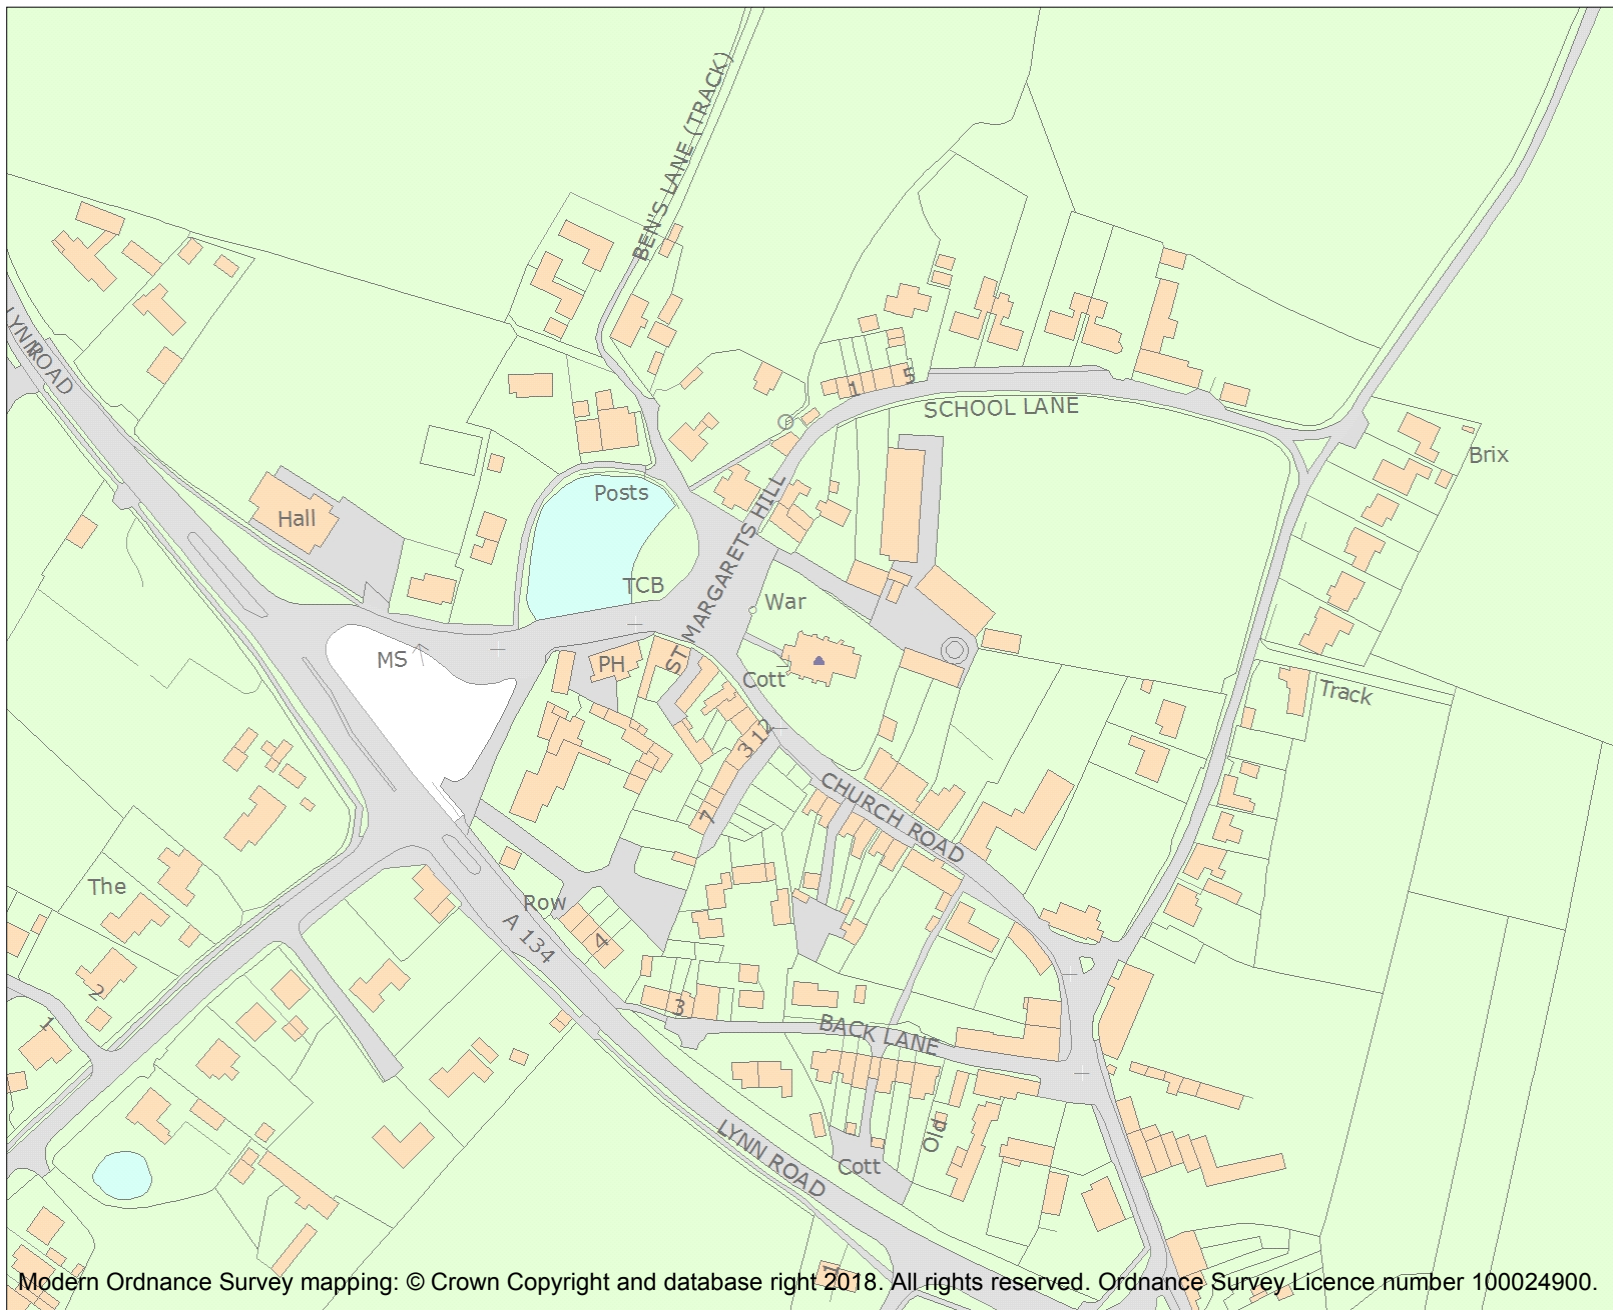 BEN'S LANE (TRACK)
LYNN ROAD
1
5
SCHOOL LANE
Brix
Posts
Hall
ST MARGARETS HILL
TCB
War
MS
PH
Cott
Track
3 12
7
CHURCH ROAD
The
Row
A 134
4
2
1
3
BACK LANE
Old
LYNN ROAD
Cott
1
Modern Ordnance Survey mapping: © Crown Copyright and database right 2018. All rights reserved. Ordnance Survey Licence number 100024900.